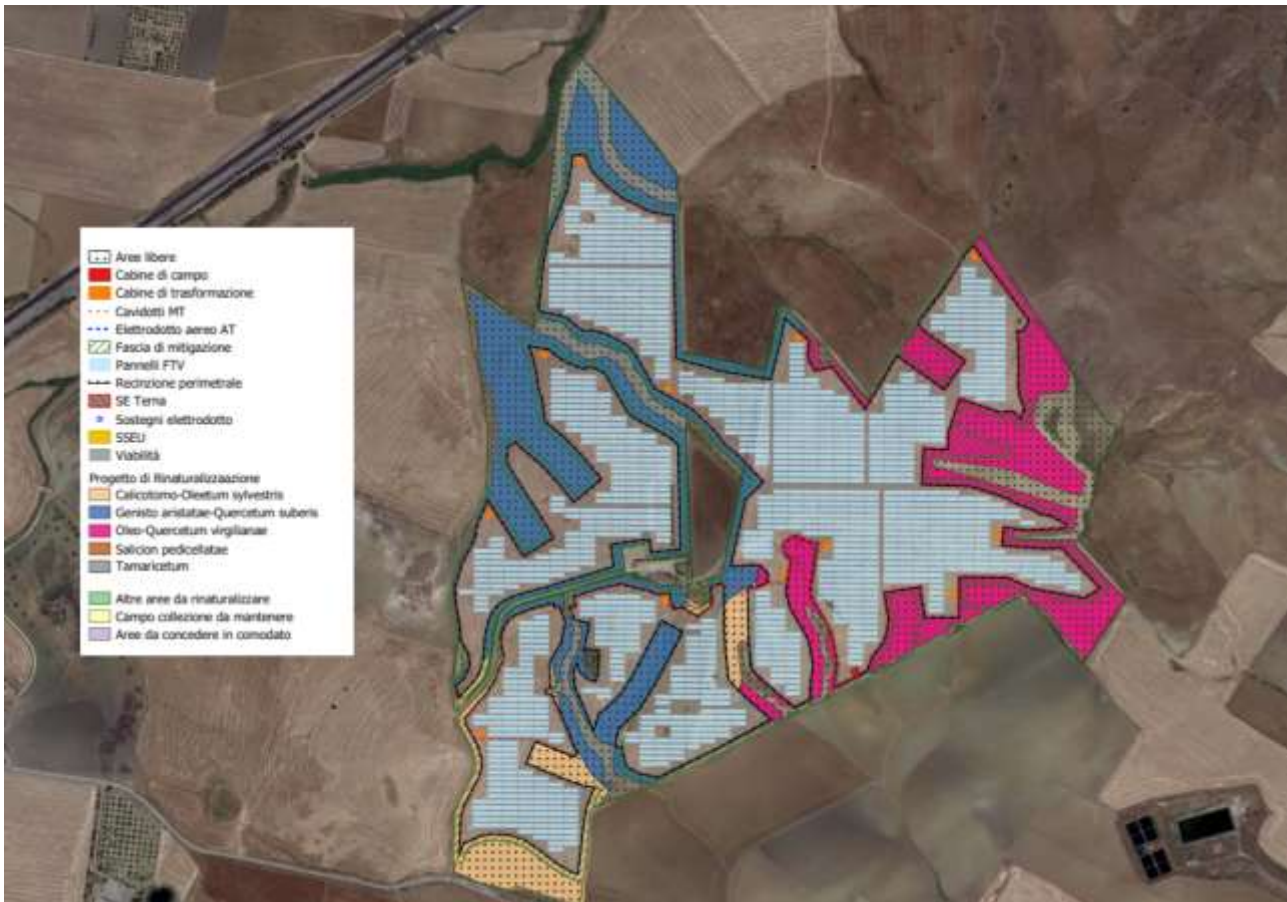 Aree libere
Cabine di campo
Cabine di trasformazione
Cavidotti MT
Elettrodotto aereo AT
Fascia di mitigazione
Pannelli FTV
Recinzione perimetrale
SE Terna
Sostegni elettrodotto
SSEU
Viabilità
Progetto di Rinaturalizzaazione
Calicotomo-Oleetum sylvestris
Genisto aristatae-Quercetum suberis
Oleo-Quercetum virgilianae
Salicion pedicellatae
Tamaricetum
Altre aree da rinaturalizzare
Campo collezione da mantenere
Aree da concedere in comodato